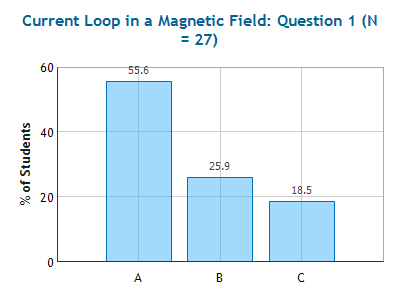 Current Loop in a Magnetic Field: Question 1 (N
= 27)
60
55.6
40
25.9
18.5
20
0
% of Students
A
B
C